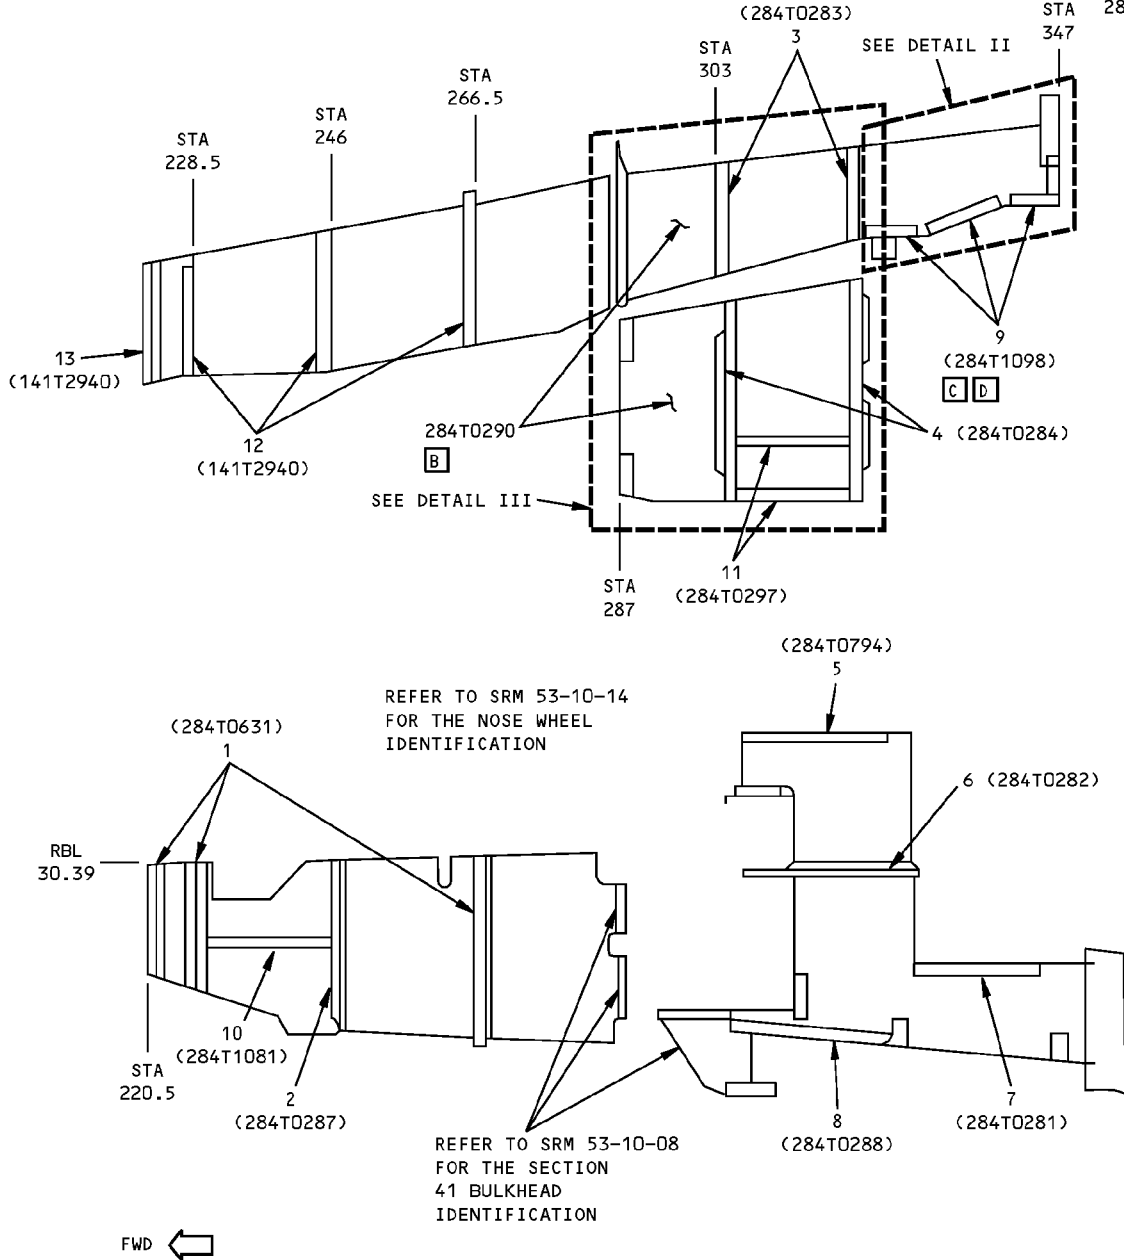 (284T0283)
3
STA
347
28
SEE DETAIL II
STA
303
STA
266.5
STA
246
STA
228.5
13
(141T2940)
12
(141T2940)
284T0290
B
SEE DETAIL III
9
(284T1098)
C D
4 (284T0284)
11
(284T0297)
STA
287
(284T0794)
5
REFER TO SRM 53-10-14
FOR THE NOSE WHEEL
IDENTIFICATION
(284T0631)
1
6 (284T0282)
RBL
30.39
10
(284T1081)
STA
220.5
2
(284T0287)
7
(284T0281)
8
(284T0288)
REFER TO SRM 53-10-08
FOR THE SECTION
41 BULKHEAD
IDENTIFICATION
FWD